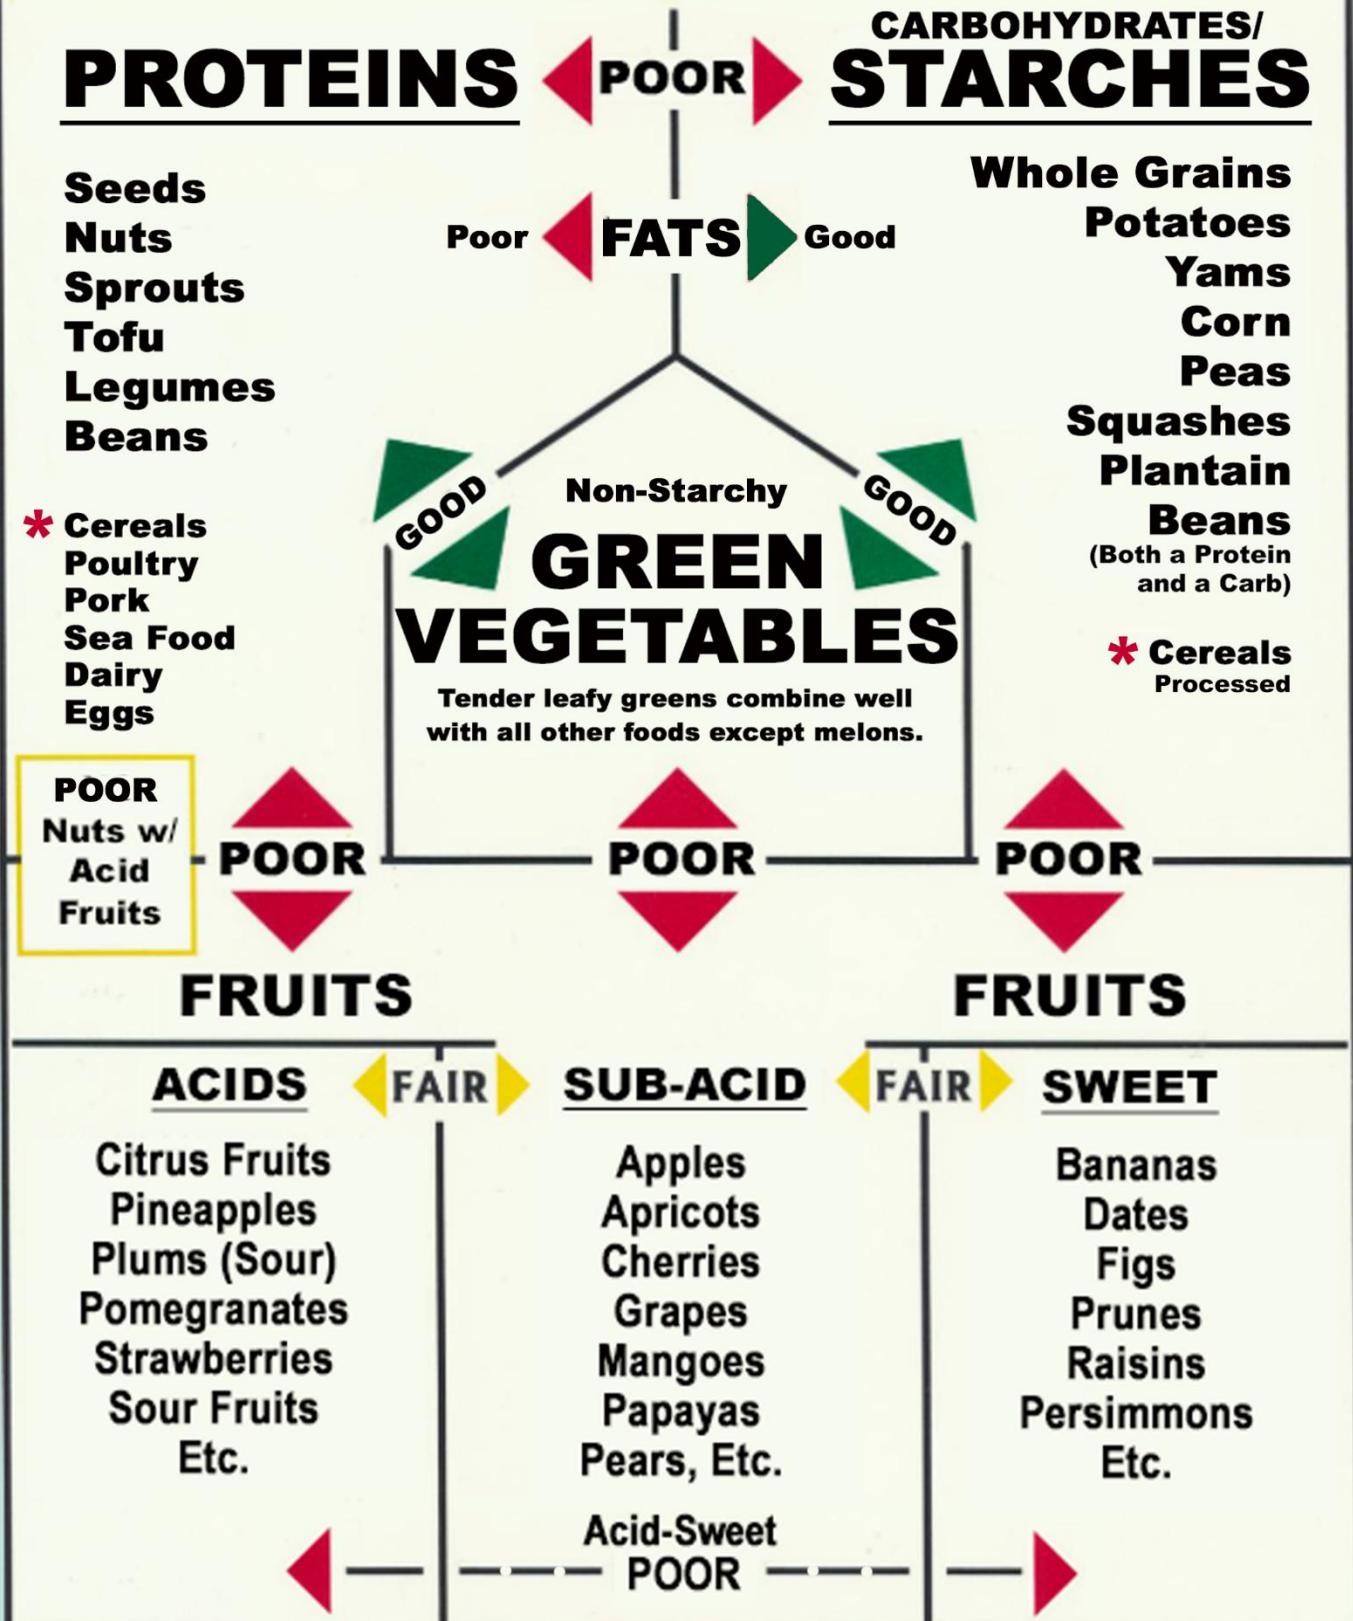 PROTEINS
POOR
CARBOHYDRATES/
STARCHES
Seeds
Nuts
Sprouts
Tofu
Legumes
Beans
* Cereals
Poultry
Pork
Sea Food
Dairy
Eggs
Poor
FATS
Good
Whole Grains
Potatoes
Yams
Corn
Peas
Squashes
Plantain
Beans
(Both a Protein
and a Carb)
* Cereals
Processed
GOOD
GOOD
Non-Starchy
GREEN
VEGETABLES
Tender leafy greens combine well
with all other foods except melons.
POOR
Nuts w/
Acid
Fruits
POOR
POOR
POOR
FRUITS
FRUITS
ACIDS
FAIR
SUB-ACID
FAIR
SWEET
Citrus Fruits
Pineapples
Plums (Sour)
Pomegranates
Strawberries
Sour Fruits
Etc.
Apples
Apricots
Cherries
Grapes
Mangoes
Papayas
Pears, Etc.
Bananas
Dates
Figs
Prunes
Raisins
Persimmons
Etc.
Acid-Sweet
POOR